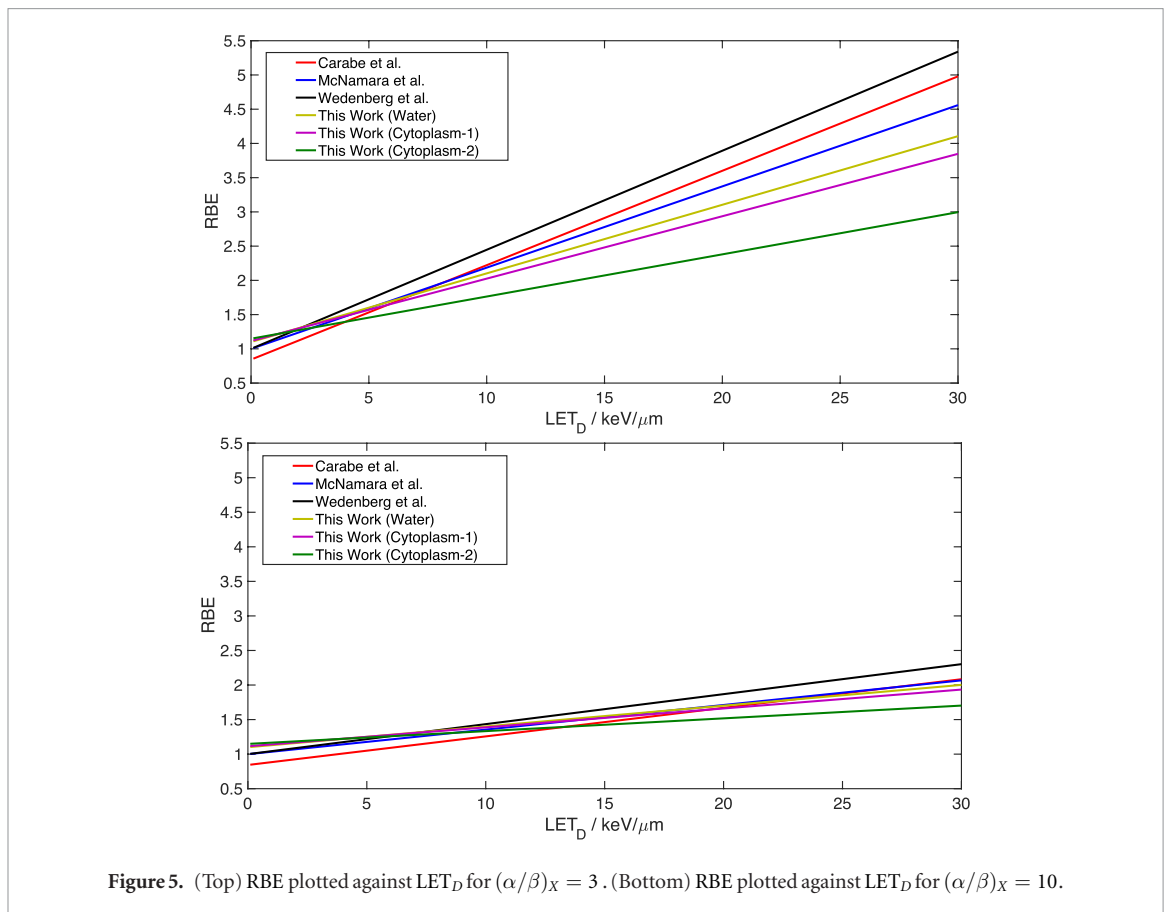 5.5
5
4.5
4
3.5
3
2.5
2
1.5
1
0.5
RBE
Carabe et al.
McNamara et al.
Wedenberg et al.
This Work (Water)
This Work (Cytoplasm-1)
This Work (Cytoplasm-2)
0 5 10 15 20 25 30
LET_D / keV/μm
5.5
5
4.5
4
3.5
3
2.5
2
1.5
1
0.5
RBE
Carabe et al.
McNamara et al.
Wedenberg et al.
This Work (Water)
This Work (Cytoplasm-1)
This Work (Cytoplasm-2)
0 5 10 15 20 25 30
LET_D / keV/μm
Figure 5. (Top) RBE plotted against LET_D for (α/β)_X = 3 . (Bottom) RBE plotted against LET_D for (α/β)_X = 10.